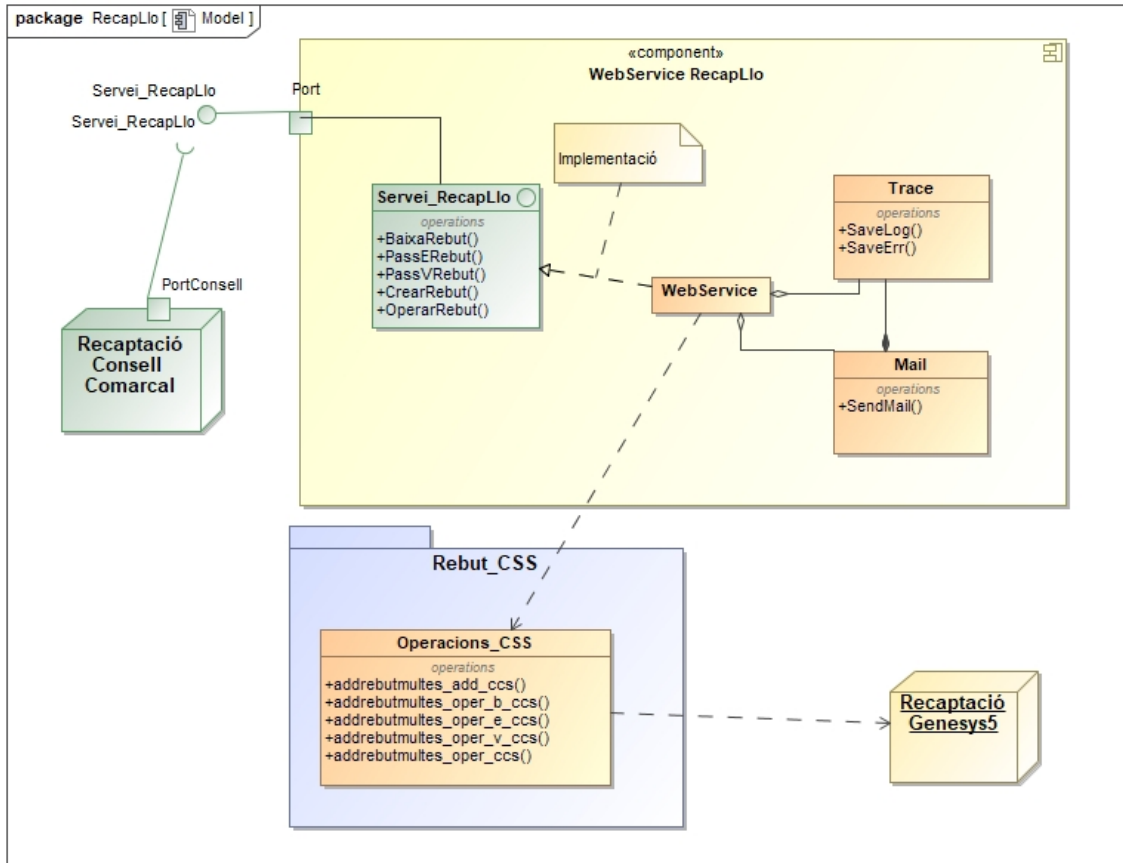 package RecapLlo [ Model ]
«component»
WebService RecapLlo
Servei_RecapLlo
Port
Servei_RecapLlo
Implementació
Servei_RecapLlo
operations
+BaixaRebut()
+PassERebut()
+PassVRebut()
+CrearRebut()
+OperarRebut()
Trace
operations
+SaveLog()
+SaveErr()
WebService
PortConsell
Recaptació
Consell
Comarcal
Mail
operations
+SendMail()
Rebut_CSS
Operacions_CSS
operations
+addrebutmultes_add_ccs()
+addrebutmultes_oper_b_ccs()
+addrebutmultes_oper_e_ccs()
+addrebutmultes_oper_v_ccs()
+addrebutmultes_oper_ccs()
Recaptació
Genesys5